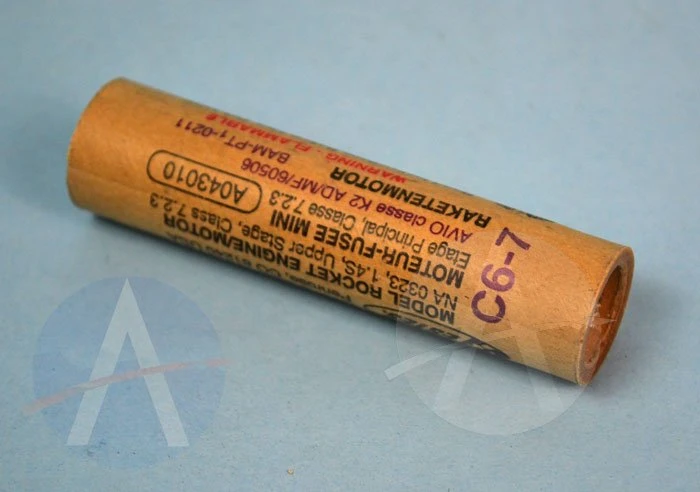 MODEL ROCKET ENGINE/MOTOR
NA 0323, 1.4S, Upper Stage, Class 7.2.3
MOTEUR-FUSEE MINI
Etage Principal, Classe 7.2.3
RAKETENMOTOR
AVIO classe K2 AD/MF/60506
BAM-PT1-0211
WARNING - FLAMMABLE
A043010
C6-7
A
A